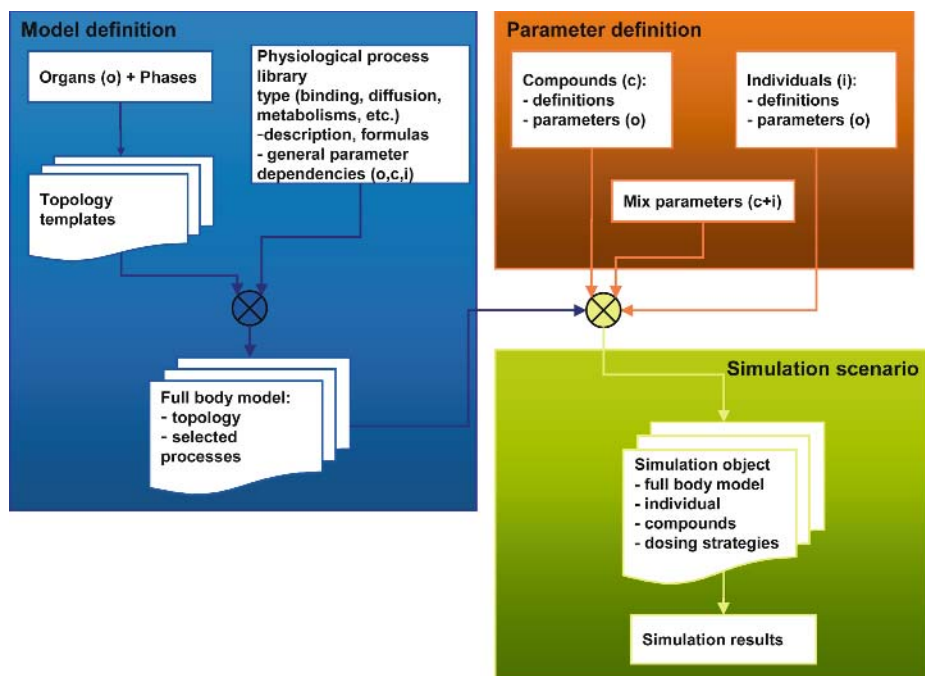 Model definition
Organs (o) + Phases
Physiological process
library
type (binding, diffusion,
metabolisms, etc.)
-description, formulas
- general parameter
dependencies (o,c,i)
Topology
templates
Full body model:
- topology
- selected
processes
Parameter definition
Compounds (c):
- definitions
- parameters (o)
Individuals (i):
- definitions
- parameters (o)
Mix parameters (c+i)
Simulation scenario
Simulation object
- full body model
- individual
- compounds
- dosing strategies
Simulation results